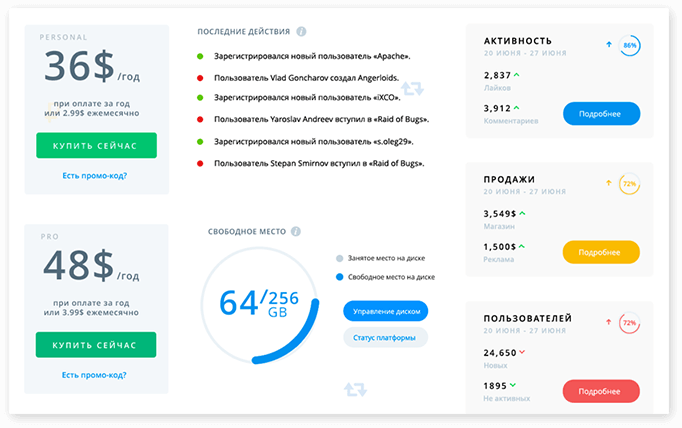 PERSONAL
36$/год
при оплате за год
или 2.99$ ежемесячно
КУПИТЬ СЕЙЧАС
Есть промо-код?
PRO
48$/год
при оплате за год
или 3.99$ ежемесячно
КУПИТЬ СЕЙЧАС
Есть промо-код?
ПОСЛЕДНИЕ ДЕЙСТВИЯ i
Зарегистрировался новый пользователь «Apache».
Пользователь Vlad Goncharov создал Angerloids.
Зарегистрировался новый пользователь «iXCO».
Пользователь Yaroslav Andreev вступил в «Raid of Bugs».
Зарегистрировался новый пользователь «s.oleg29».
Пользователь Stepan Smirnov вступил в «Raid of Bugs».
СВОБОДНОЕ МЕСТО i
64/256
GB
Занятое место на диске
Свободное место на диске
Управление диском
Статус платформы
АКТИВНОСТЬ
20 ИЮНЯ - 27 ИЮНЯ
86%
2,837
Лайков
3,912
Комментариев
Подробнее
ПРОДАЖИ
20 ИЮНЯ - 27 ИЮНЯ
72%
3,549$
Магазин
1,500$
Реклама
Подробнее
ПОЛЬЗОВАТЕЛЕЙ
20 ИЮНЯ - 27 ИЮНЯ
72%
24,650
Новых
1895
Не активных
Подробнее